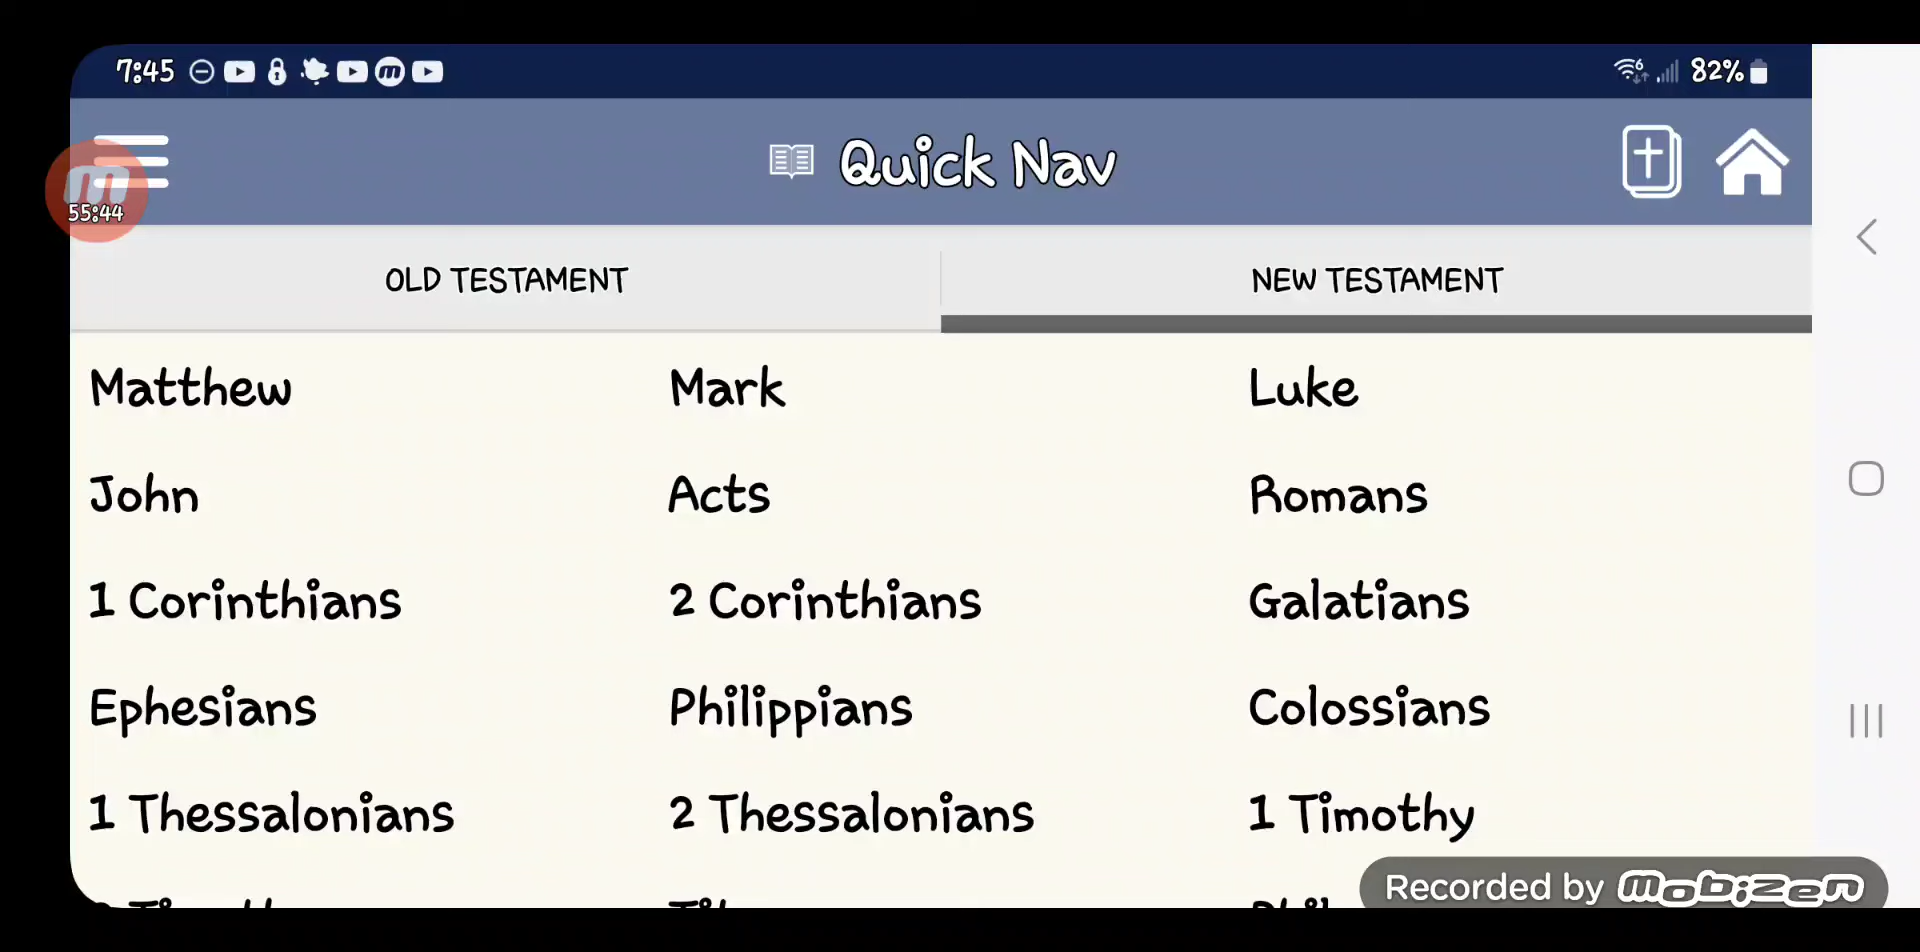 7:45 82%
Quick Nav
55:44
OLD TESTAMENT NEW TESTAMENT
Matthew Mark Luke
John Acts Romans
1 Corinthians 2 Corinthians Galatians
Ephesians Philippians Colossians
1 Thessalonians 2 Thessalonians 1 Timothy
Recorded by mobizen